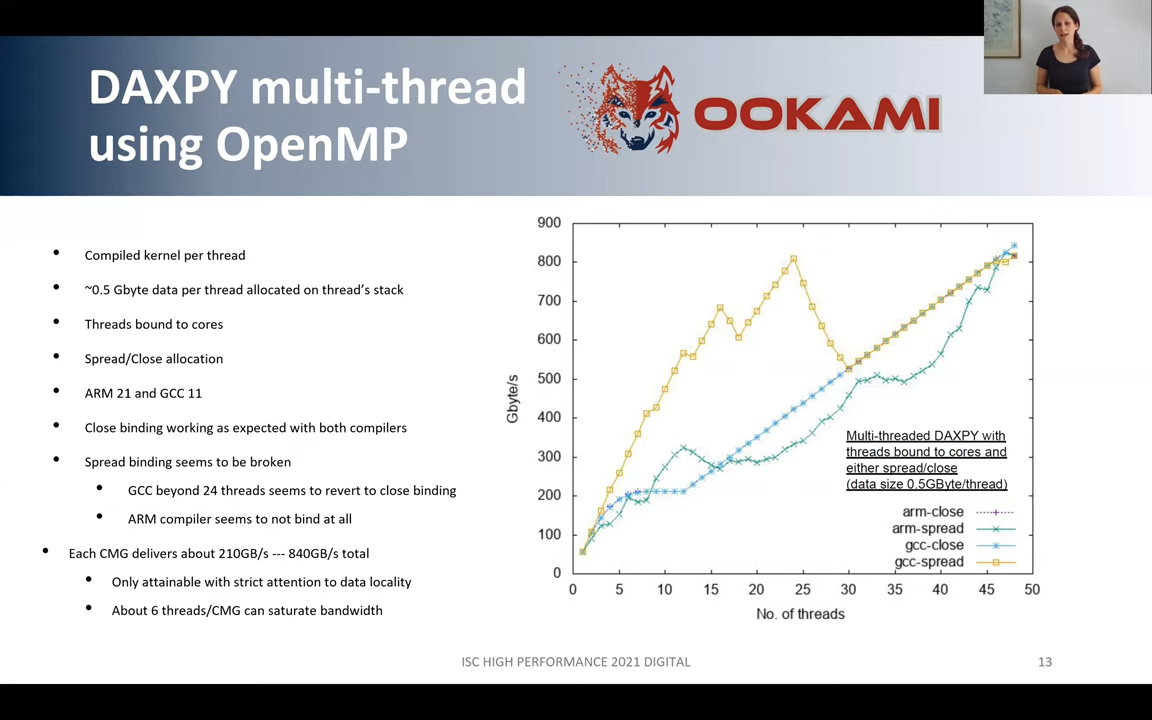 DAXPY multi-thread
using OpenMP
OOKAMI
• Compiled kernel per thread
• ~0.5 Gbyte data per thread allocated on thread's stack
• Threads bound to cores
• Spread/Close allocation
• ARM 21 and GCC 11
• Close binding working as expected with both compilers
• Spread binding seems to be broken
• GCC beyond 24 threads seems to revert to close binding
• ARM compiler seems to not bind at all
• Each CMG delivers about 210GB/s --- 840GB/s total
• Only attainable with strict attention to data locality
• About 6 threads/CMG can saturate bandwidth
900
800
700
600
500
400
300
200
100
0
Gbyte/s
0 5 10 15 20 25 30 35 40 45 50
No. of threads
Multi-threaded DAXPY with
threads bound to cores and
either spread/close
(data size 0.5GByte/thread)
arm-close
arm-spread
gcc-close
gcc-spread
ISC HIGH PERFORMANCE 2021 DIGITAL
13